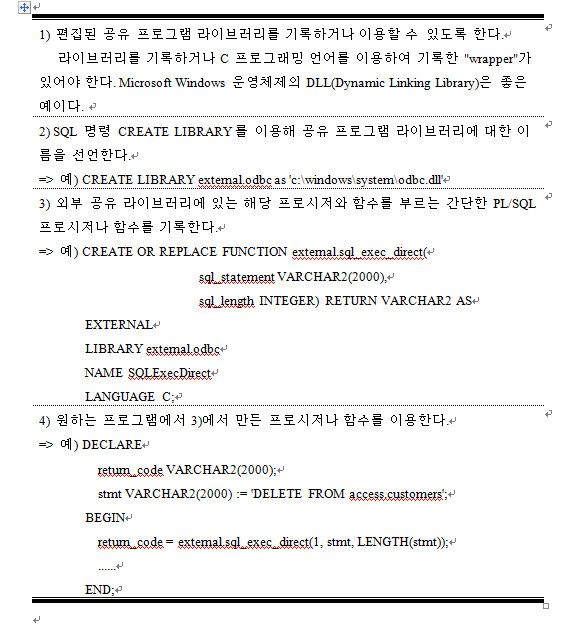 1) 편집된 공유 프로그램 라이브러리를 기록하거나 이용할 수 있도록 한다.
라이브러리를 기록하거나 C 프로그래밍 언어를 이용하여 기록한 "wrapper"가
있어야 한다. Microsoft Windows 운영체제의 DLL(Dynamic Linking Library)은 좋은
예이다.
2) SQL 명령 CREATE LIBRARY를 이용해 공유 프로그램 라이브러리에 대한 이
름을 선언한다.
=> 예) CREATE LIBRARY external.odbc as 'c:\windows\system\odbc.dll'
3) 외부 공유 라이브러리에 있는 해당 프로시저와 함수를 부르는 간단한 PL/SQL
프로시저나 함수를 기록한다.
=> 예) CREATE OR REPLACE FUNCTION external.sql_exec_direct(
sql_statement VARCHAR2(2000),
sql_length INTEGER) RETURN VARCHAR2 AS
EXTERNAL
LIBRARY external.odbc
NAME SQLExecDirect
LANGUAGE C;
4) 원하는 프로그램에서 3)에서 만든 프로시저나 함수를 이용한다.
=> 예) DECLARE
return_code VARCHAR2(2000);
stmt VARCHAR2(2000) := 'DELETE FROM access.customers';
BEGIN
return_code = external.sql_exec_direct(1, stmt, LENGTH(stmt));
......
END;